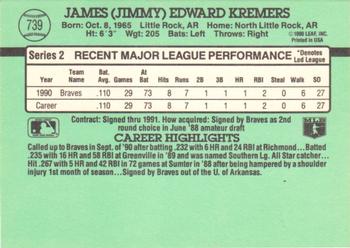 739
JAMES (JIMMY) EDWARD KREMERS
Born: Oct. 8, 1965 Little Rock, AR Home: North Little Rock, AR
Ht: 6'3" Wgt: 205 Bats: Left Throws: Right
©1990 LEAF, INC.
Printed in USA
Series 2 RECENT MAJOR LEAGUE PERFORMANCE *Denotes Led League
Year Team Bat. Avg Games At Bat Hits Runs 2B 3B HR RBI Stolen Bases Walks SO
1990 Braves .110 29 73 8 7 1 1 1 2 0 6 27
Career .110 29 73 8 7 1 1 1 2 0 6 27
Contract: Signed thru 1991. How Acquired: Signed by Braves as 2nd round choice in June '88 amateur draft
CAREER HIGHLIGHTS
Called up to Braves in Sept. of '90 after batting .232 with 6 HR and 24 RBI at Richmond... Batted
.235 with 16 HR and 58 RBI at Greenville in '89 and was named Southern Lg. All Star catcher...
Hit .267 with 5 HR and 42 RBI in 72 games at Sumter in '88 after being hampered by a shoulder
injury 1st month of season... Signed by Braves out of the U. of Arkansas.